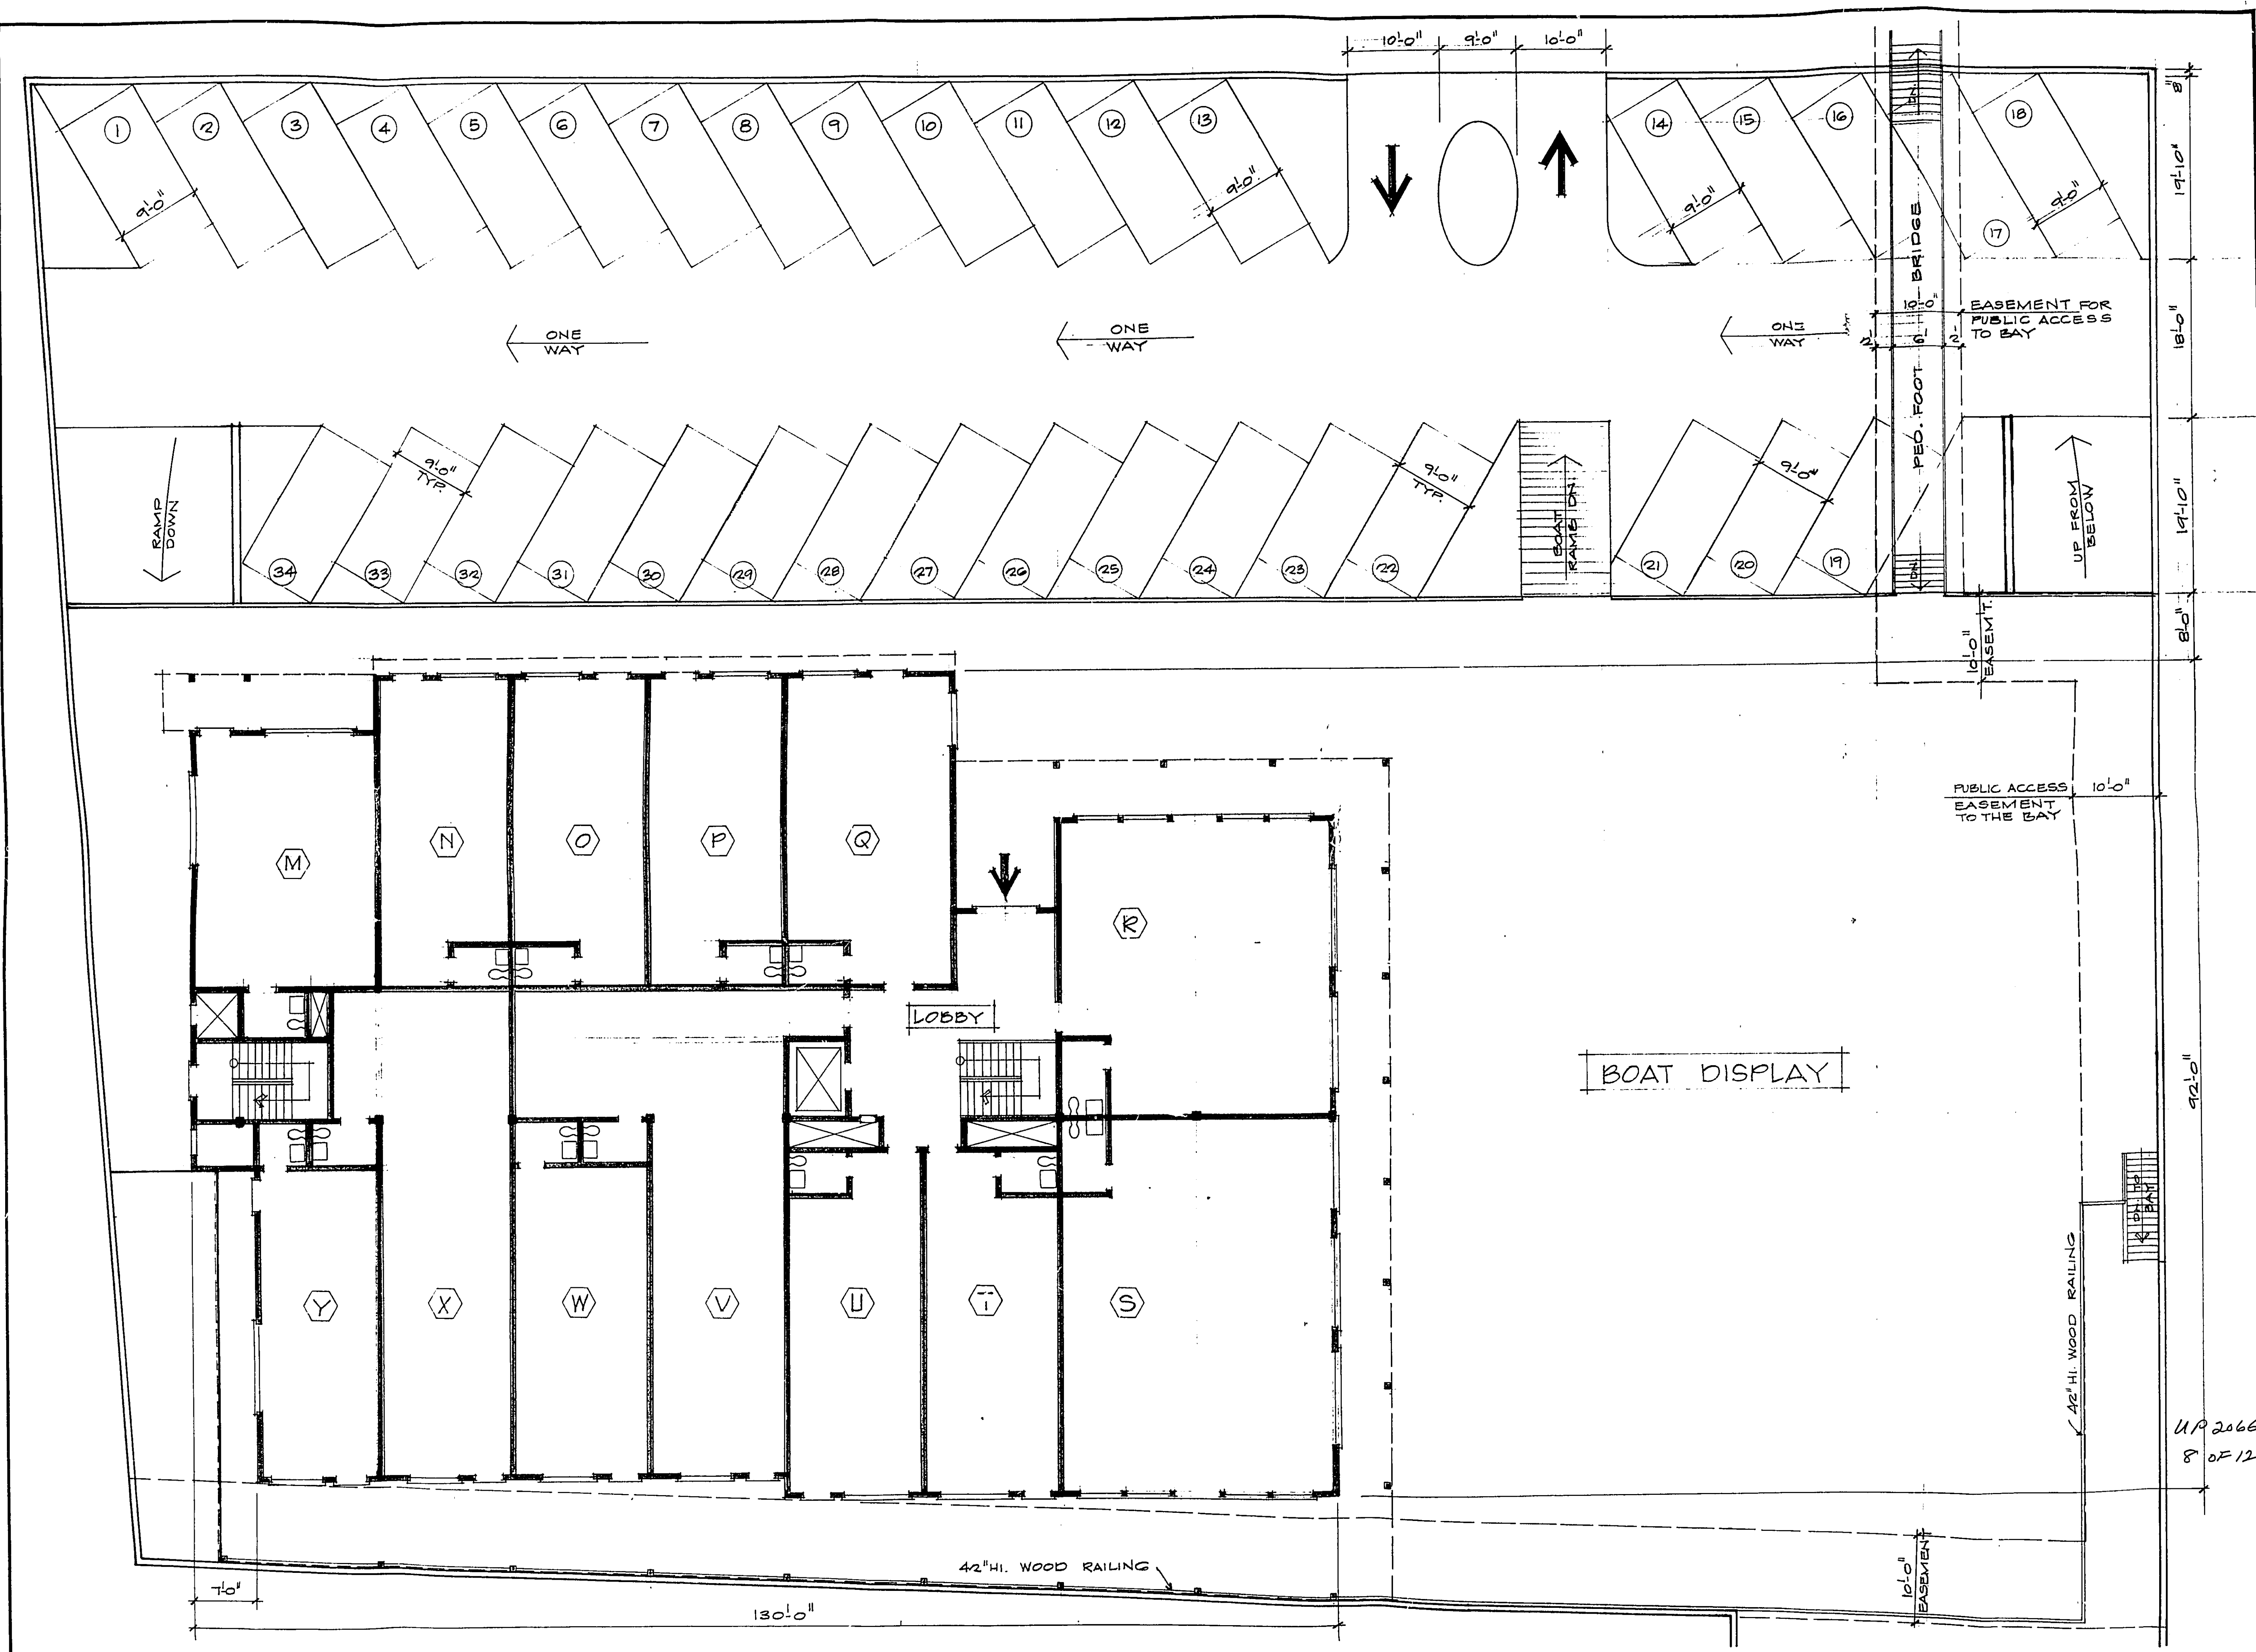 10'-0" 9'-0" 10'-0"
8"
1 2 3 4 5 6 7 8 9 10 11 12 13 14 15 16 18
DN.
19'-10"
9'-0" 9'-0" 9'-0" 9'-0"
17
10'-0" EASEMENT FOR
PUBLIC ACCESS
TO BAY
ONE
WAY
ONE
WAY
ONE
WAY
2'- 6'- 2'-
18'-0"
PED. FOOT BRIDGE
RAMP
DOWN
9'-0"
TYP.
9'-0"
TYP.
BOAT
RAMP DN.
9'-0"
UP FROM
BELOW
19'-10"
34 33 32 31 30 29 28 27 26 25 24 23 22 21 20 19
DN.
8'-0"
10'-0"
EASEM'T.
PUBLIC ACCESS 10'-0"
EASEMENT
TO THE BAY
M N O P Q R
LOBBY
BOAT DISPLAY
92'-0"
DN. TO
BAY
42" HI. WOOD RAILING
Y X W V U T S
UP 2066
8 OF 12
42" HI. WOOD RAILING
10'-0"
EASEMENT
7'-0"
130'-0"